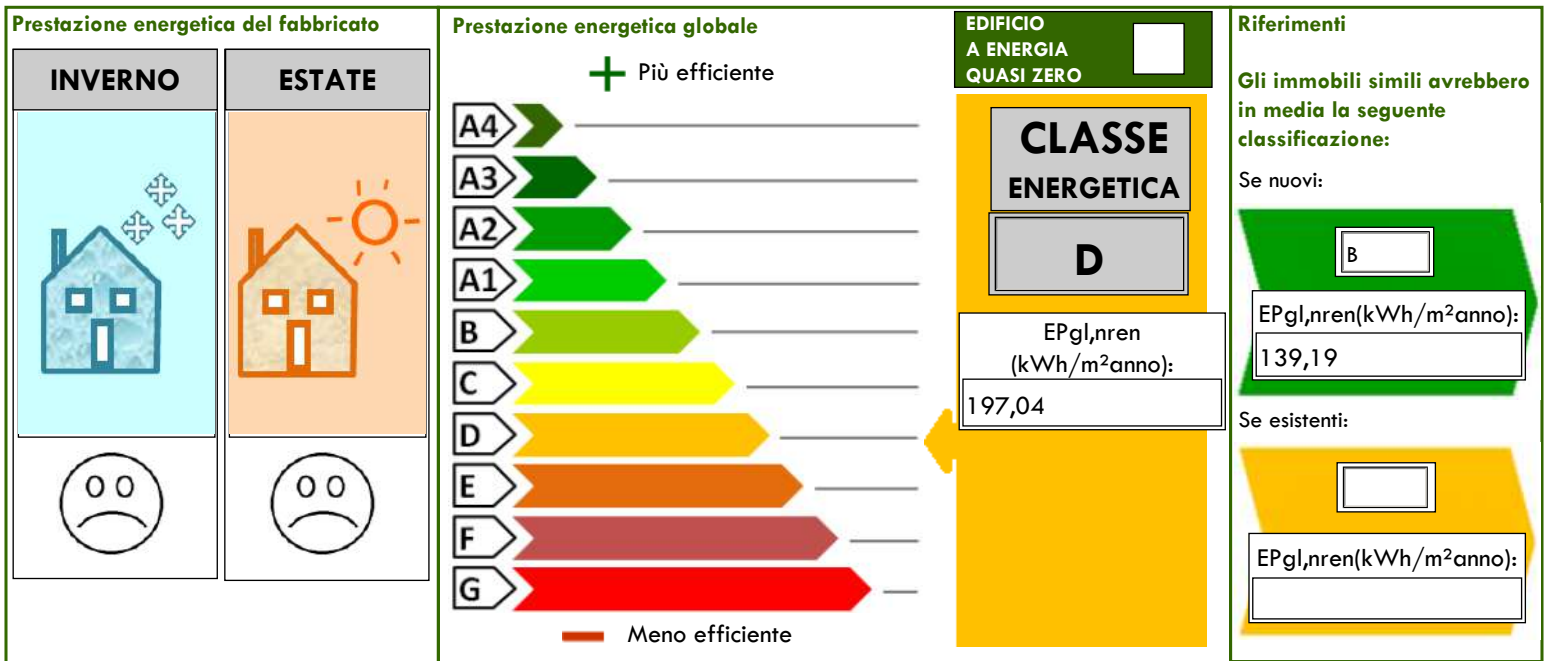 Prestazione energetica del fabbricato
INVERNO
ESTATE
Prestazione energetica globale
Più efficiente
A4
A3
A2
A1
B
C
D
E
F
G
Meno efficiente
EDIFICIO
A ENERGIA
QUASI ZERO
CLASSE
ENERGETICA
D
EPgl,nren
(kWh/m²anno):
197,04
Riferimenti
Gli immobili simili avrebbero
in media la seguente
classificazione:
Se nuovi:
B
EPgl,nren(kWh/m²anno):
139,19
Se esistenti:
EPgl,nren(kWh/m²anno):